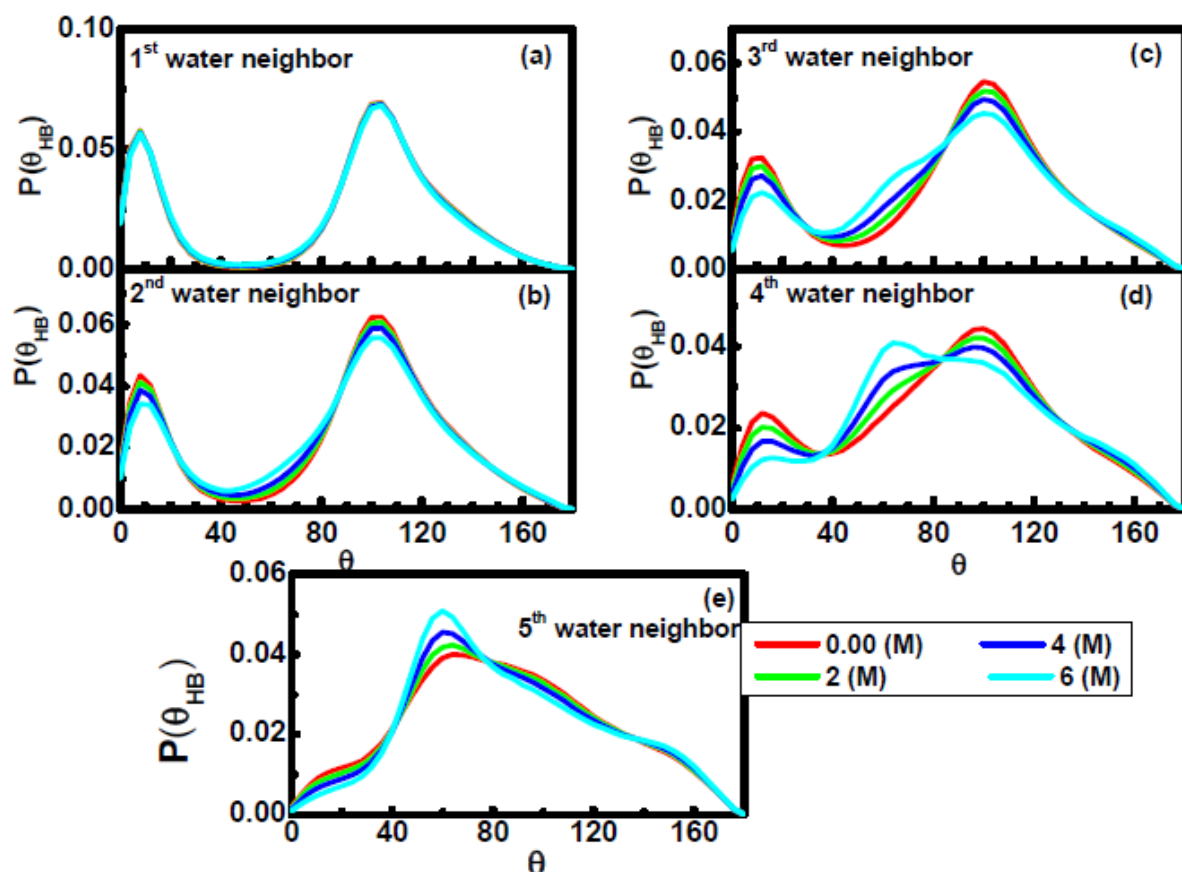 0.10
1st water neighbor
(a)
P(θHB)
0.05
0.00
2nd water neighbor
(b)
P(θHB)
0.06
0.04
0.02
0.00
0 40 80 120 160
θ
3rd water neighbor
(c)
P(θHB)
0.06
0.04
0.02
0.00
4th water neighbor
(d)
P(θHB)
0.04
0.02
0.00
0 40 80 120 160
θ
0.06
(e)
5th water neighbor
P(θHB)
0.04
0.02
0.00
0 40 80 120 160
θ
0.00 (M) 4 (M)
2 (M) 6 (M)